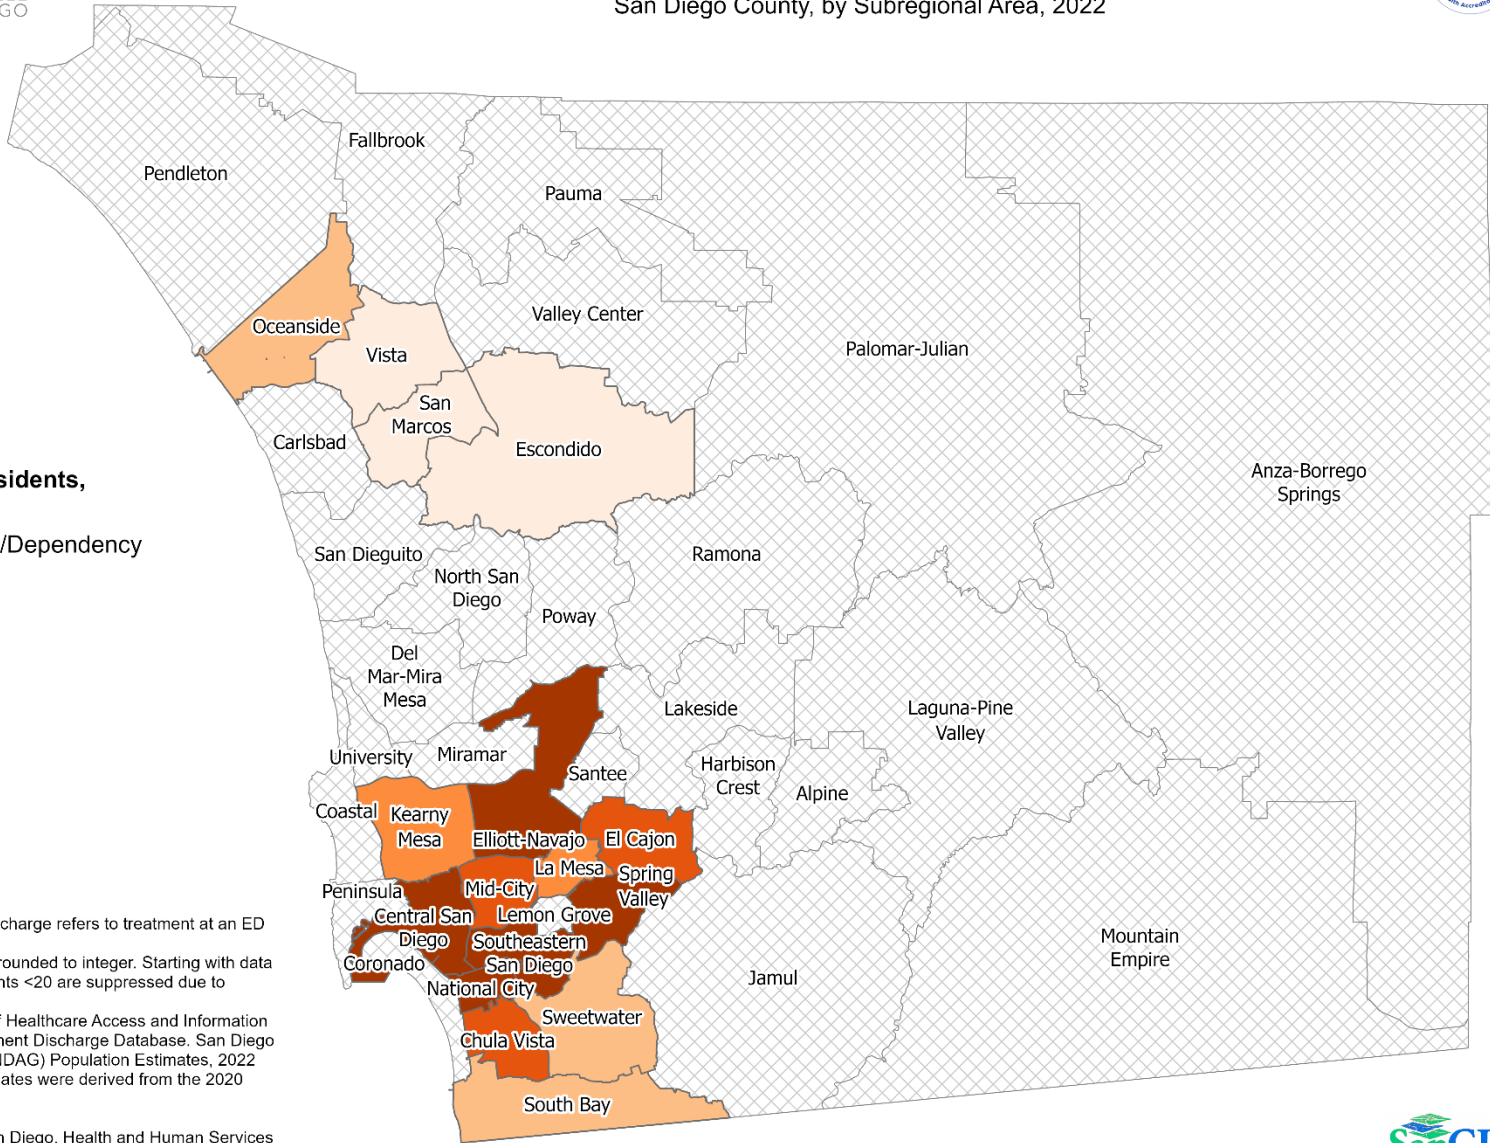 GO
San Diego County, by Subregional Area, 2022
Fallbrook
Pendleton
Pauma
Valley Center
Oceanside
Vista
Palomar-Julian
San
Marcos
Carlsbad
Escondido
Anza-Borrego
Springs
sidents,
/Dependency
San Dieguito
Ramona
North San
Diego
Poway
Del
Mar-Mira
Mesa
Lakeside
Laguna-Pine
Valley
University
Miramar
Santee
Harbison
Crest
Alpine
Coastal
Kearny
Mesa
Elliott-Navajo
El Cajon
La Mesa
Spring
Valley
Peninsula
Mid-City
Central San
Diego
Lemon Grove
Southeastern
San Diego
Coronado
National City
Jamul
Mountain
Empire
Sweetwater
Chula Vista
South Bay
charge refers to treatment at an ED
rounded to integer. Starting with data
nts <20 are suppressed due to
f Healthcare Access and Information
ment Discharge Database. San Diego
NDAG) Population Estimates, 2022
ates were derived from the 2020
n Diego, Health and Human Services